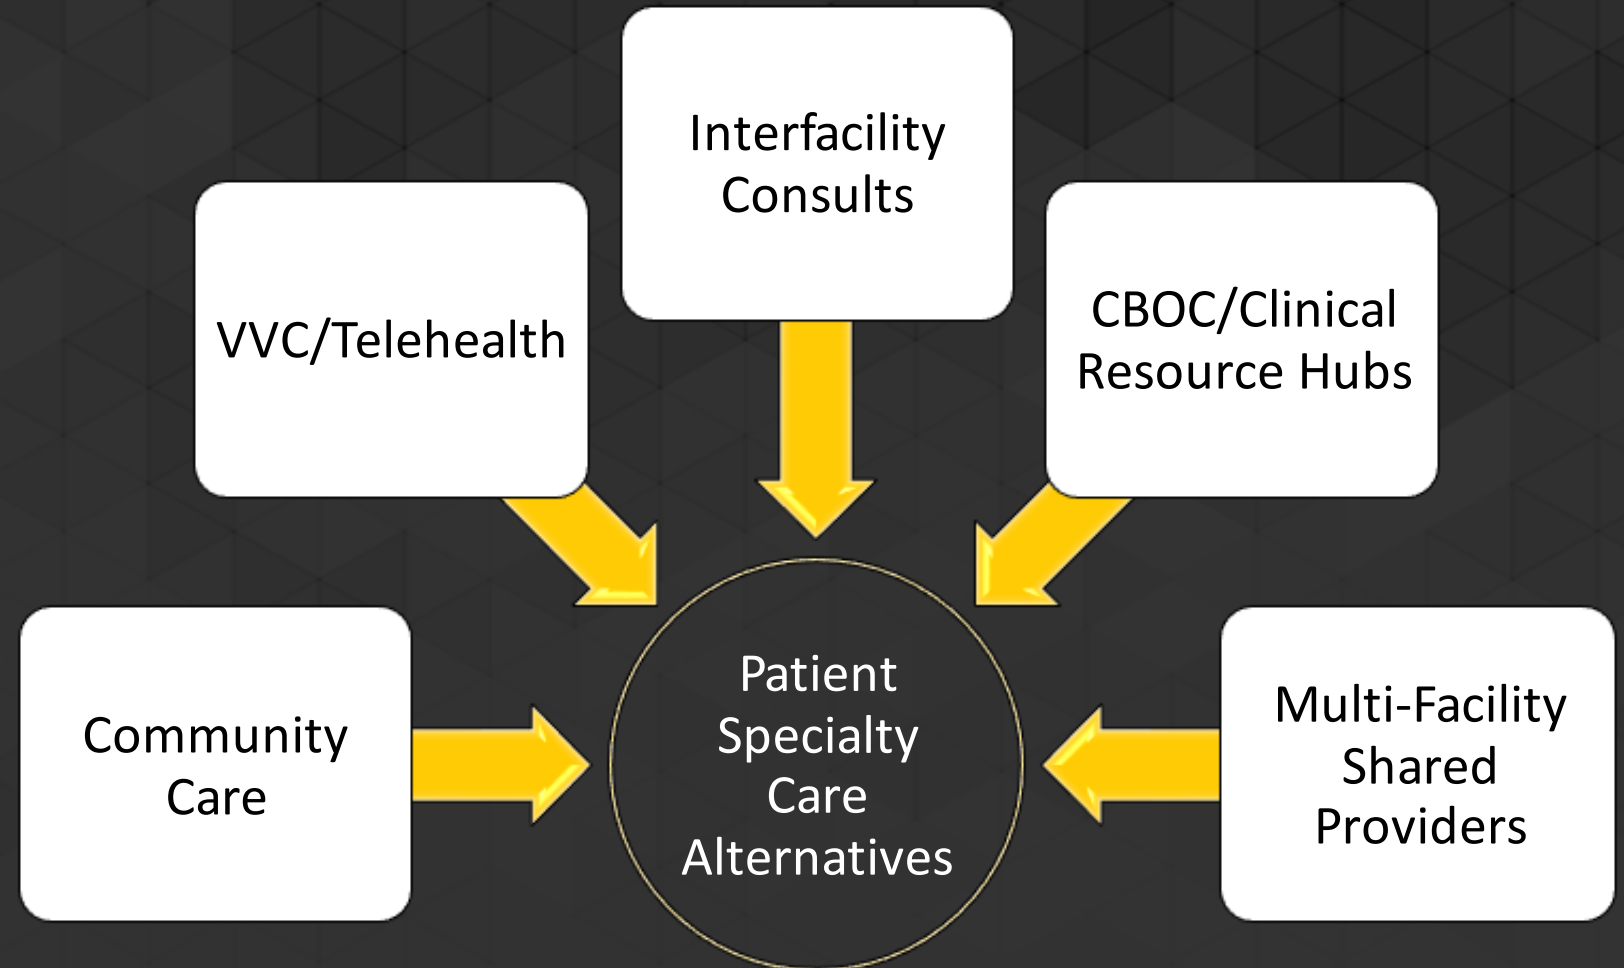 Interfacility
Consults
VVC/Telehealth
CBOC/Clinical
Resource Hubs
Community
Care
Patient
Specialty
Care
Alternatives
Multi-Facility
Shared
Providers